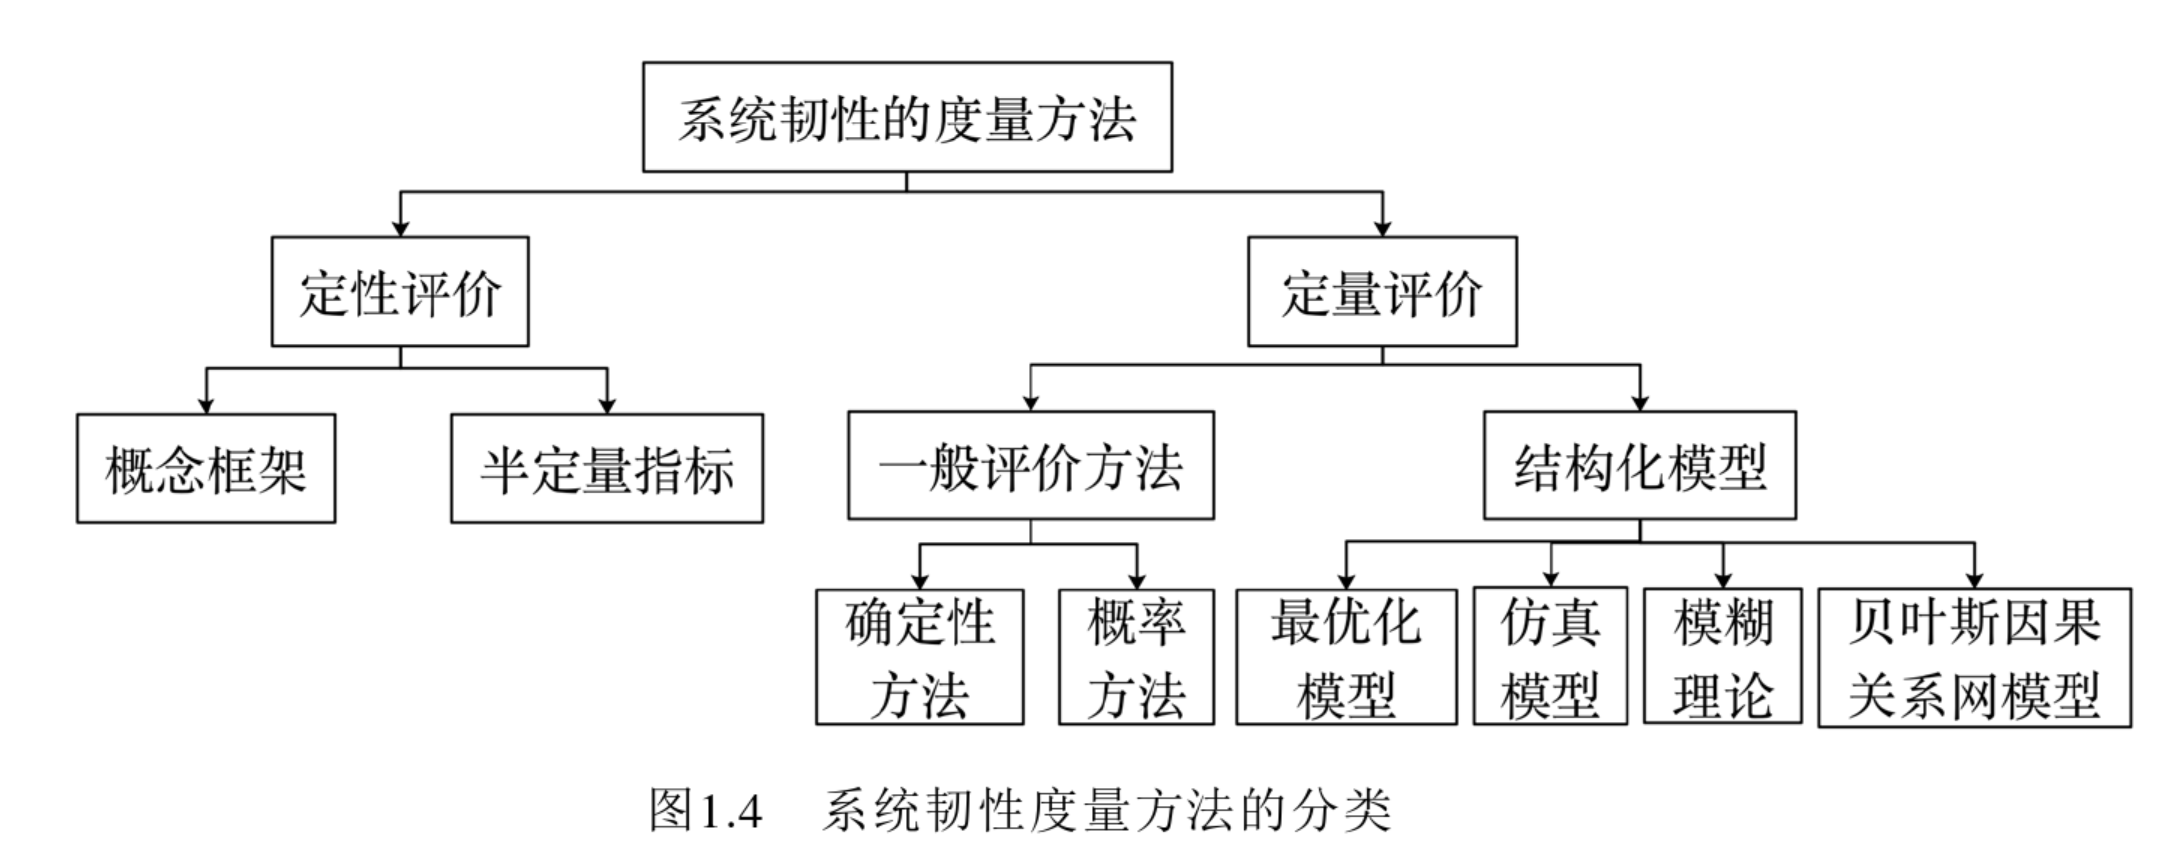 系统韧性的度量方法
定性评价
定量评价
概念框架
半定量指标
一般评价方法
结构化模型
确定性
方法
概率
方法
最优化
模型
仿真
模型
模糊
理论
贝叶斯因果
关系网模型
图1.4 系统韧性度量方法的分类